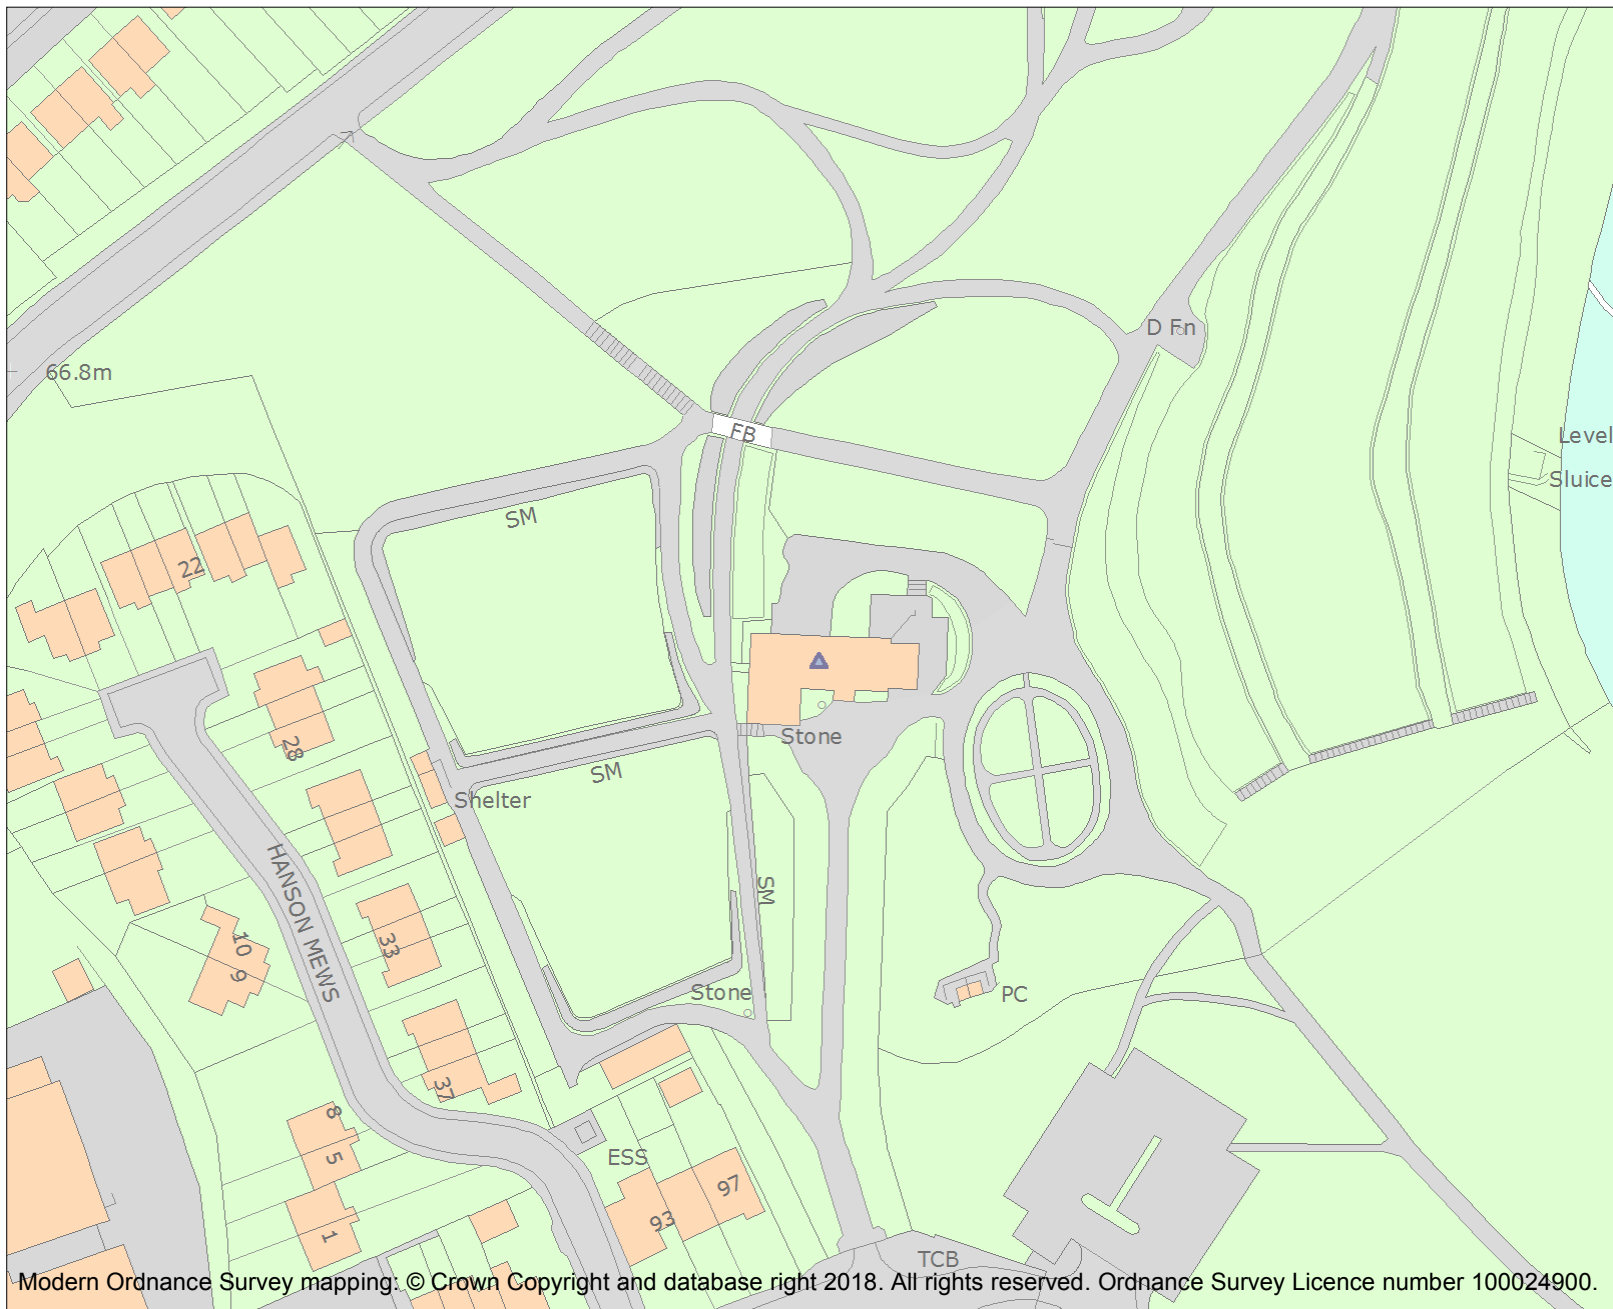 D Fn
66.8m
FB
Level
Sluice
SM
22
Stone
28
SM
Shelter
HANSON MEWS
SM
33
10
9
Stone
PC
37
8
5
ESS
97
93
1
TCB
Modern Ordnance Survey mapping: © Crown Copyright and database right 2018. All rights reserved. Ordnance Survey Licence number 100024900.